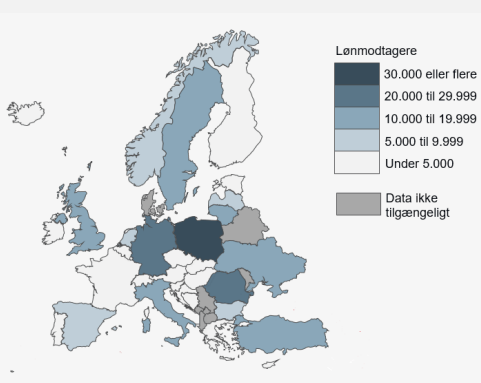 Lønmodtagere
30.000 eller flere
20.000 til 29.999
10.000 til 19.999
5.000 til 9.999
Under 5.000
Data ikke
tilgængeligt